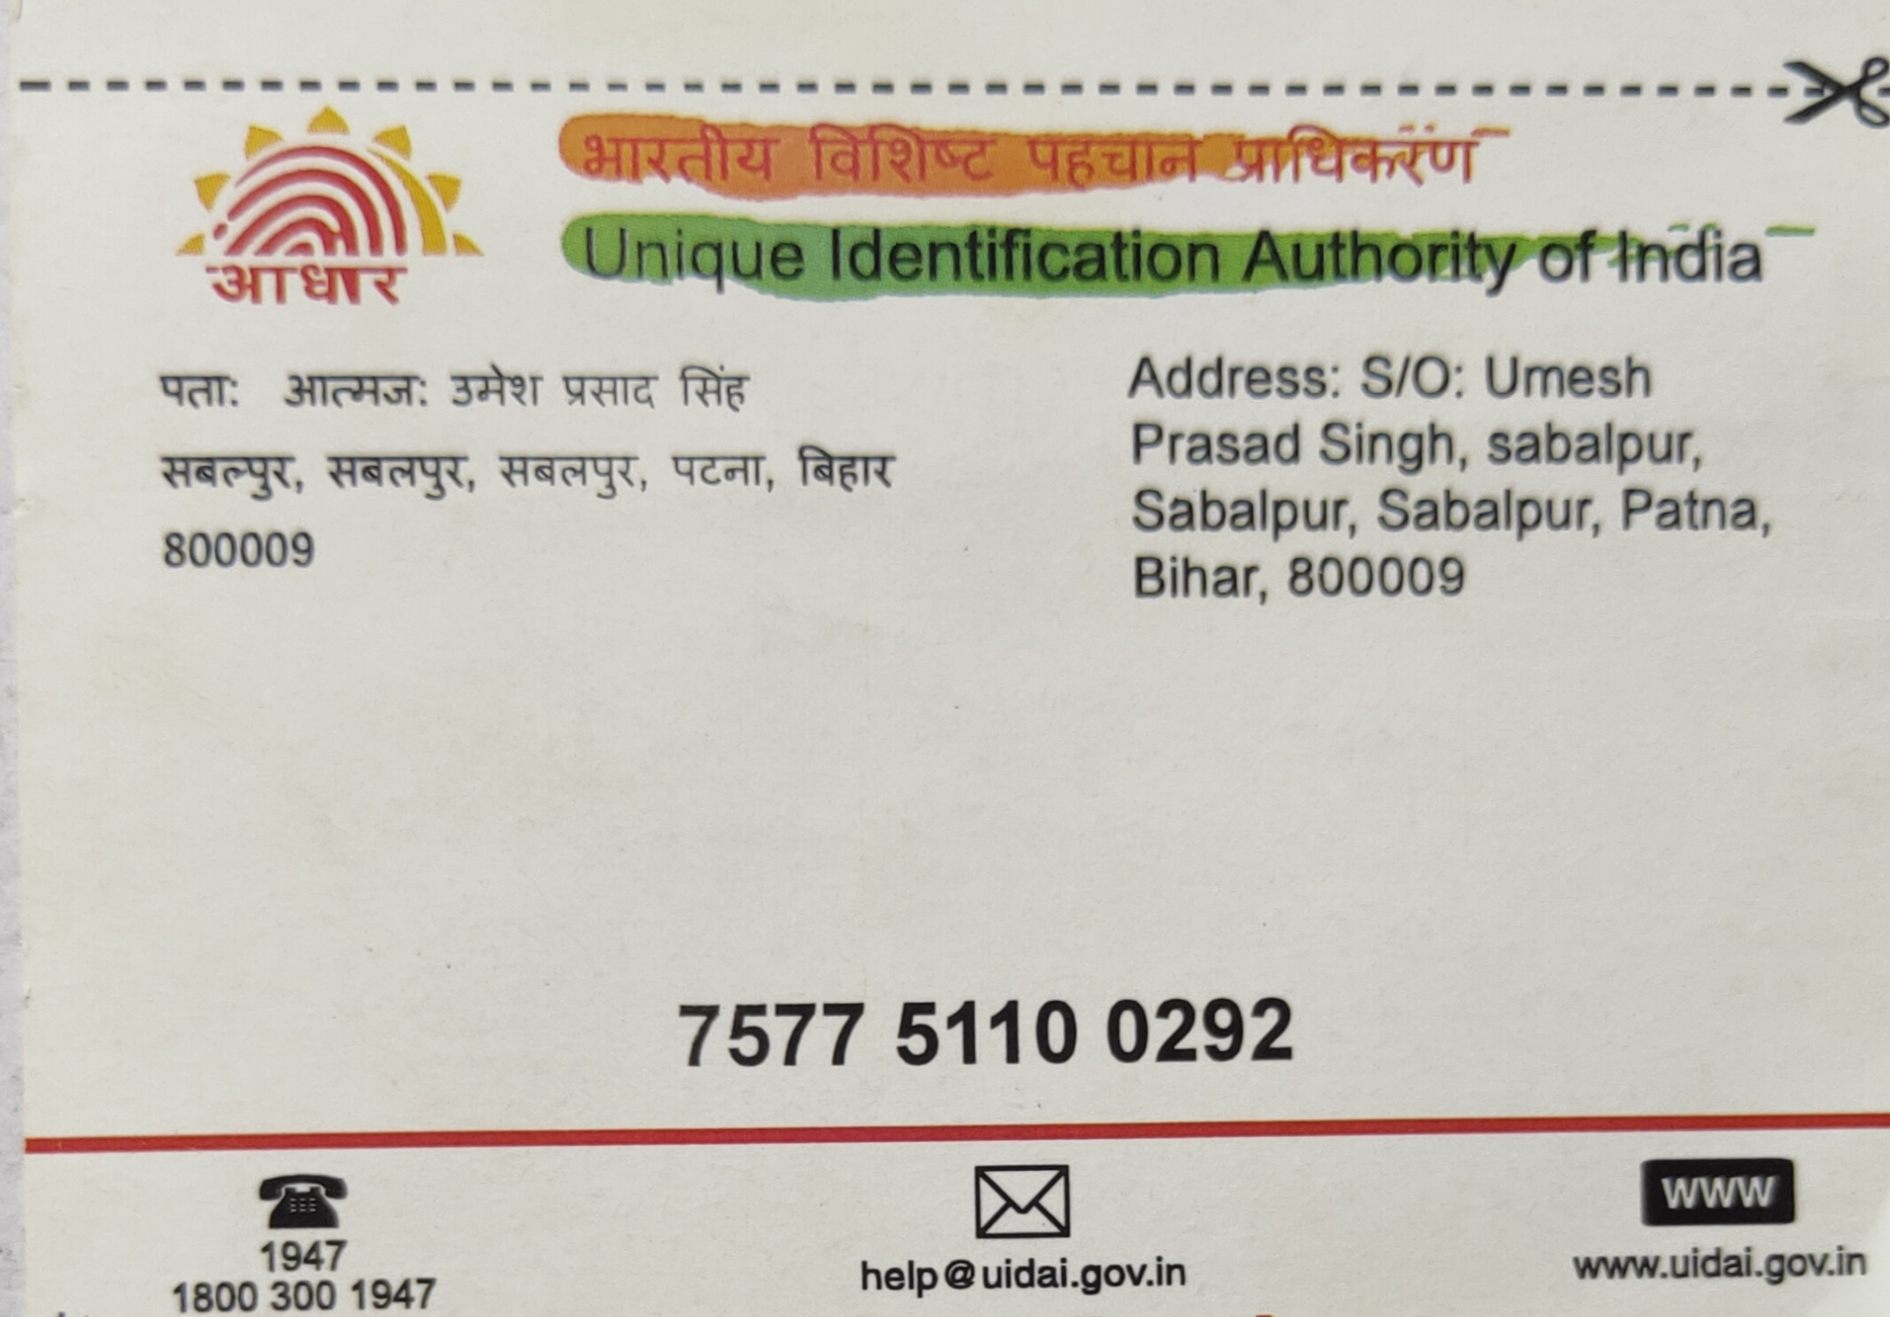 आधार
भारतीय विशिष्ट पहचान प्राधिकरण
Unique Identification Authority of India
पता: आत्मज: उमेश प्रसाद सिंह
सबल्पुर, सबलपुर, सबलपुर, पटना, बिहार
800009
Address: S/O: Umesh
Prasad Singh, sabalpur,
Sabalpur, Sabalpur, Patna,
Bihar, 800009
7577 5110 0292
1947
1800 300 1947
help@uidai.gov.in
WWW
www.uidai.gov.in